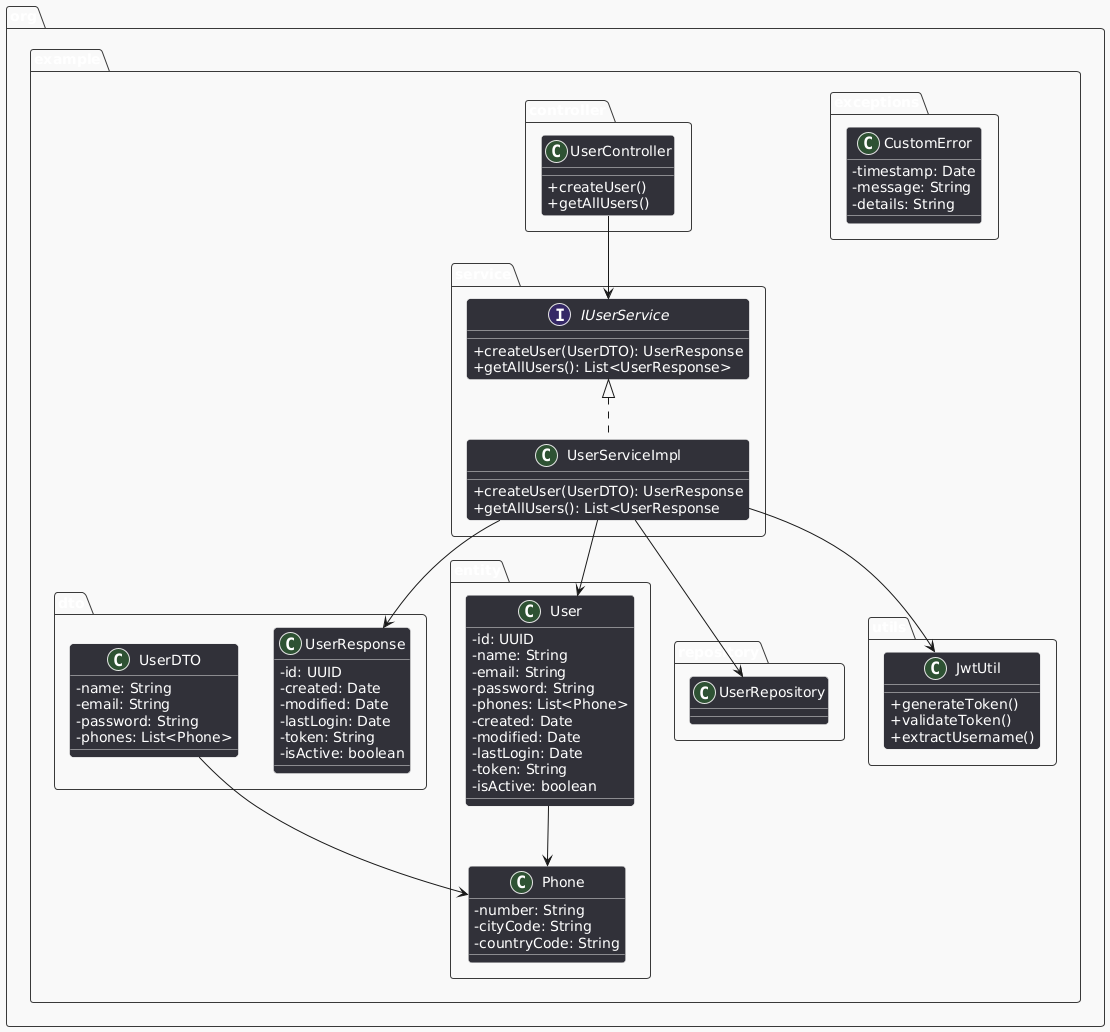 example
controller
C UserController
+createUser()
+getAllUsers()
exceptions
C CustomError
-timestamp: Date
-message: String
-details: String
service
I IUserService
+createUser(UserDTO): UserResponse
+getAllUsers(): List<UserResponse>
C UserServiceImpl
+createUser(UserDTO): UserResponse
+getAllUsers(): List<UserResponse
dto
C UserDTO
-name: String
-email: String
-password: String
-phones: List<Phone>
C UserResponse
-id: UUID
-created: Date
-modified: Date
-lastLogin: Date
-token: String
-isActive: boolean
entity
C User
-id: UUID
-name: String
-email: String
-password: String
-phones: List<Phone>
-created: Date
-modified: Date
-lastLogin: Date
-token: String
-isActive: boolean
C Phone
-number: String
-cityCode: String
-countryCode: String
repository
C UserRepository
C JwtUtil
+generateToken()
+validateToken()
+extractUsername()